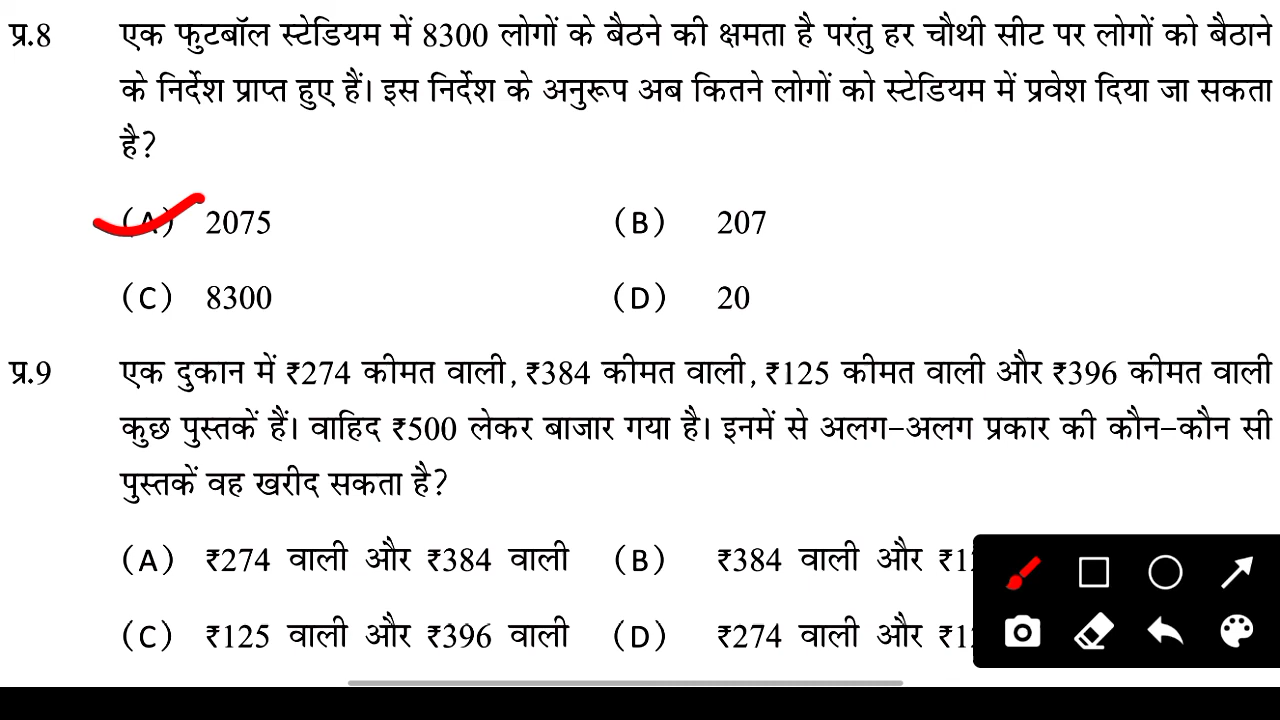 प्र.8 एक फुटबॉल स्टेडियम में 8300 लोगों के बैठने की क्षमता है परंतु हर चौथी सीट पर लोगों को बैठाने
के निर्देश प्राप्त हुए हैं। इस निर्देश के अनुरूप अब कितने लोगों को स्टेडियम में प्रवेश दिया जा सकता
है?
(A) 2075 (B) 207
(C) 8300 (D) 20
प्र.9 एक दुकान में ₹274 कीमत वाली, ₹384 कीमत वाली, ₹125 कीमत वाली और ₹396 कीमत वाली
कुछ पुस्तकें हैं। वाहिद ₹500 लेकर बाजार गया है। इनमें से अलग-अलग प्रकार की कौन-कौन सी
पुस्तकें वह खरीद सकता है?
(A) ₹274 वाली और ₹384 वाली (B) ₹384 वाली और
(C) ₹125 वाली और ₹396 वाली (D) ₹274 वाली और